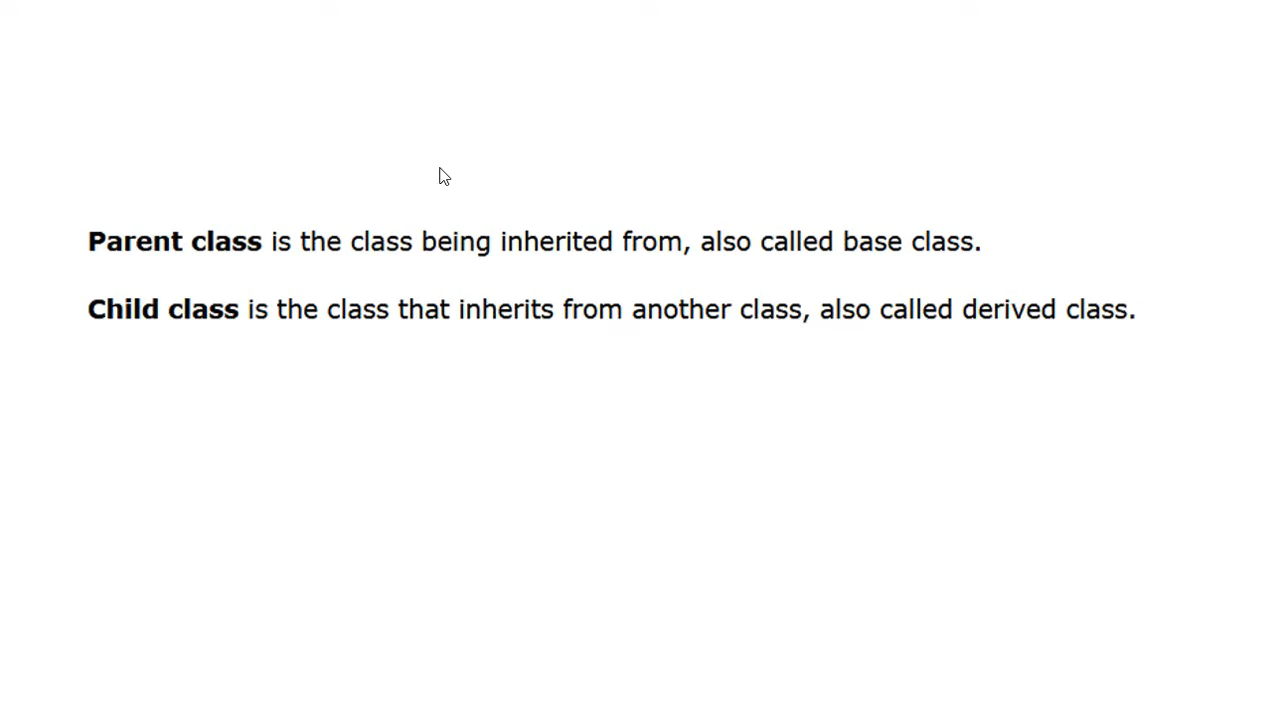 Parent class is the class being inherited from, also called base class.
Child class is the class that inherits from another class, also called derived class.